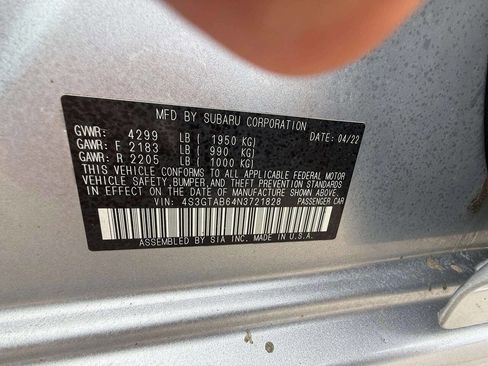 MFD BY SUBARU CORPORATION
DATE: 04/22
GVWR: 4299 LB ( 1950 KG)
GAWR: F 2183 LB ( 990 KG)
GAWR: R 2205 LB ( 1000 KG)
THIS VEHICLE CONFORMS TO ALL APPLICABLE FEDERAL MOTOR
VEHICLE SAFETY, BUMPER, AND THEFT PREVENTION STANDARDS
IN EFFECT ON THE DATE OF MANUFACTURE SHOWN ABOVE.
VIN: 4S3GTAB64N3721828 PASSENGER CAR
ASSEMBLED BY SIA INC. MADE IN U.S.A.